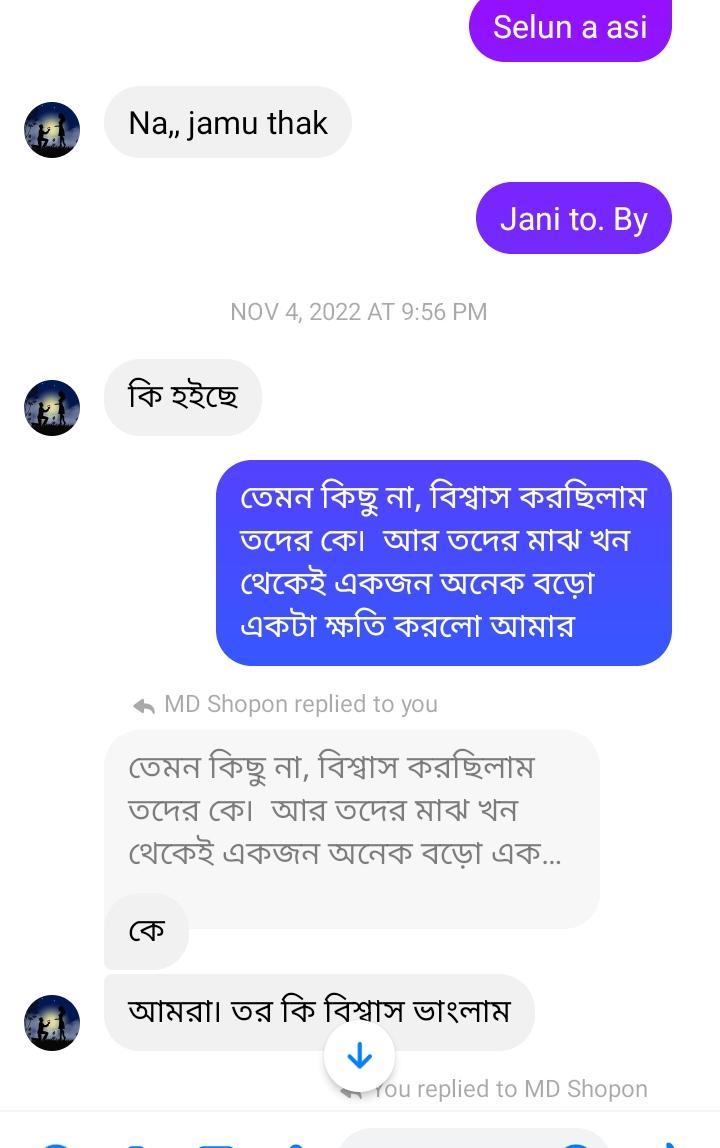 Selun a asi
Na,, jamu thak
Jani to. By
NOV 4, 2022 AT 9:56 PM
কি হইছে
তেমন কিছু না, বিশ্বাস করছিলাম
তদের কে। আর তদের মাঝ খন
থেকেই একজন অনেক বড়ো
একটা ক্ষতি করলো আমার
MD Shopon replied to you
তেমন কিছু না, বিশ্বাস করছিলাম
তদের কে। আর তদের মাঝ খন
থেকেই একজন অনেক বড়ো এক...
কে
আমরা। তর কি বিশ্বাস ভাংলাম
You replied to MD Shopon